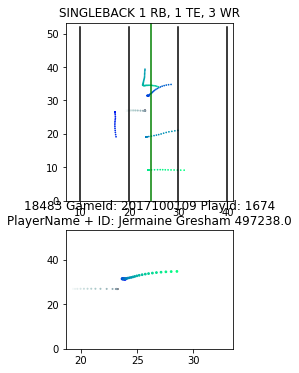 SINGLEBACK 1 RB, 1 TE, 3 WR
50
40
30
20
10
0
10 20 30 40
18483 GameId: 2017100109 PlayId: 1674
PlayerName + ID: Jermaine Gresham 497238.0
40
20
0
20 25 30